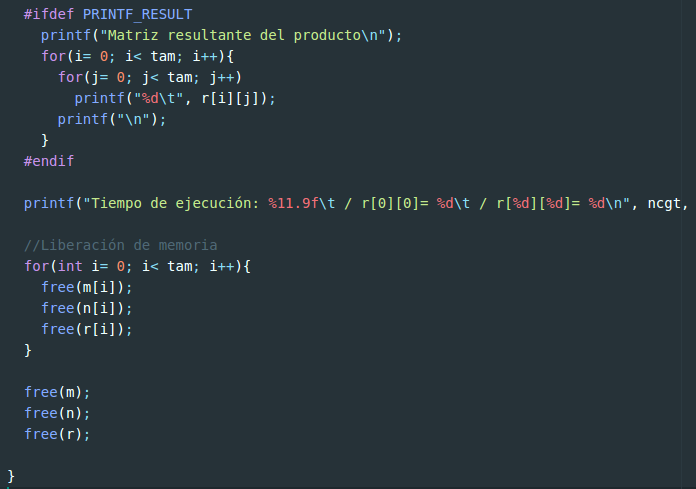 #ifdef PRINTF_RESULT
printf("Matriz resultante del producto\n");
for(i= 0; i< tam; i++){
for(j= 0; j< tam; j++)
printf("%d\t", r[i][j]);
printf("\n");
}
#endif
printf("Tiempo de ejecución: %11.9f\t / r[0][0]= %d\t / r[%d][%d]= %d\n", ncgt,
//Liberación de memoria
for(int i= 0; i< tam; i++){
free(m[i]);
free(n[i]);
free(r[i]);
}
free(m);
free(n);
free(r);
}